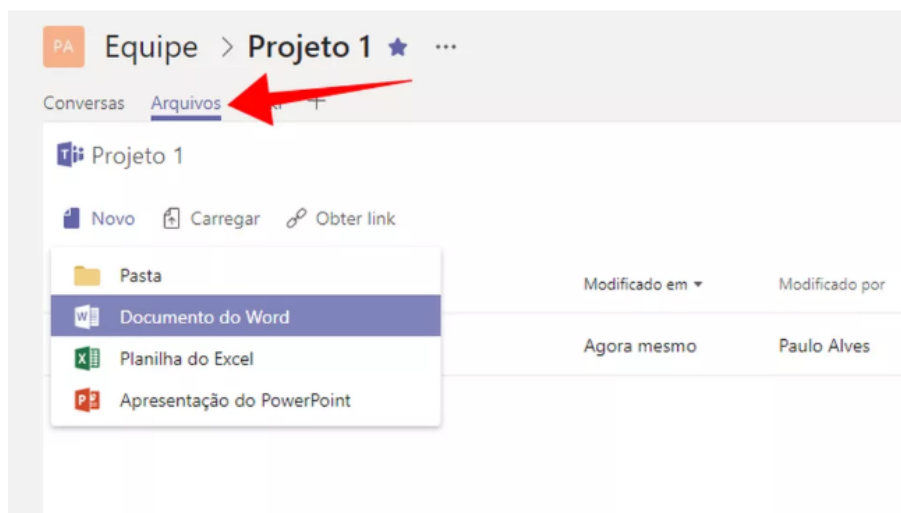 PA Equipe > Projeto 1 ...
Conversas Arquivos +
Projeto 1
Novo Carregar Obter link
Pasta
Modificado em Modificado por
Documento do Word
Planilha do Excel
Agora mesmo Paulo Alves
Apresentação do PowerPoint